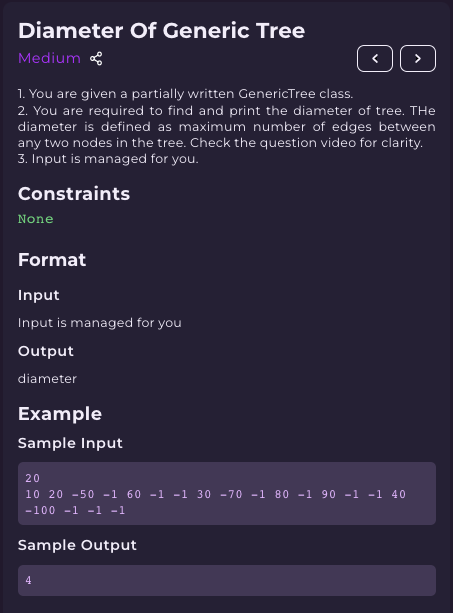 Diameter Of Generic Tree
Medium
1. You are given a partially written GenericTree class.
2. You are required to find and print the diameter of tree. THe
diameter is defined as maximum number of edges between
any two nodes in the tree. Check the question video for clarity.
3. Input is managed for you.
Constraints
None
Format
Input
Input is managed for you
Output
diameter
Example
Sample Input
20
10 20 -50 -1 60 -1 -1 30 -70 -1 80 -1 90 -1 -1 40
-100 -1 -1 -1
Sample Output
4